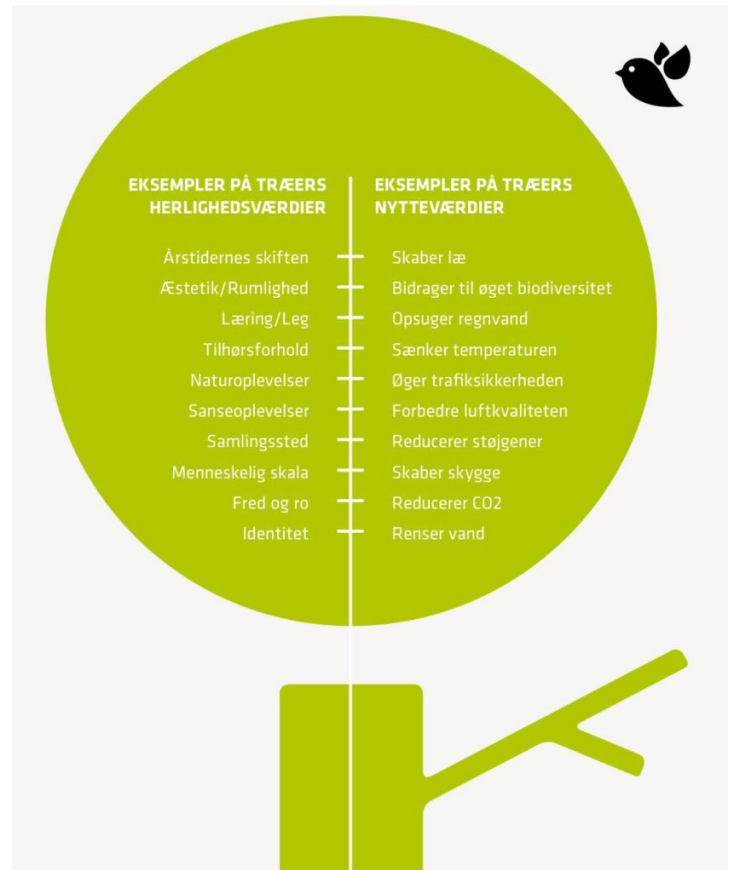 EKSEMPLER PÅ TRÆERS
HERLIGHEDSVÆRDIER
Årstidernes skiften
Æstetik/Rumlighed
Læring/Leg
Tilhørsforhold
Naturoplevelser
Sanseoplevelser
Samlingssted
Menneskelig skala
Fred og ro
Identitet
EKSEMPLER PÅ TRÆERS
NYTTEVÆRDIER
Skaber læ
Bidrager til øget biodiversitet
Opsuger regnvand
Sænker temperaturen
Øger trafiksikkerheden
Forbedre luftkvaliteten
Reducerer støjgener
Skaber skygge
Reducerer CO2
Renser vand